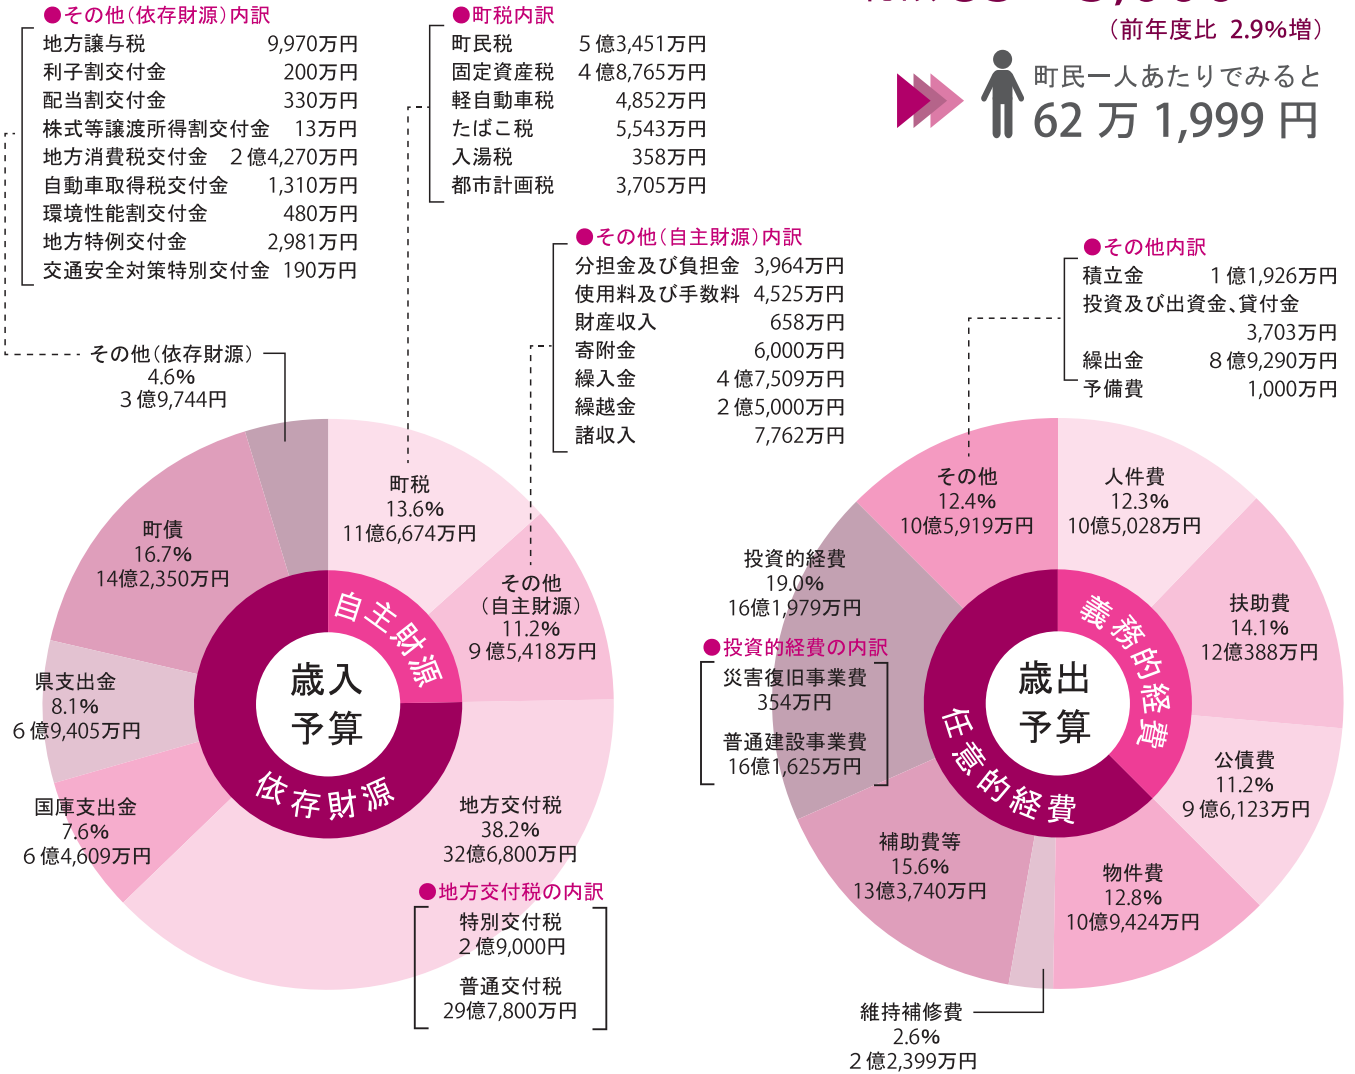 （前年度比 2.9%増）
町民一人あたりでみると
62 万 1,999 円
●その他（依存財源）内訳
地方譲与税 9,970万円
利子割交付金 200万円
配当割交付金 330万円
株式等譲渡所得割交付金 13万円
地方消費税交付金 2 億4,270万円
自動車取得税交付金 1,310万円
環境性能割交付金 480万円
地方特例交付金 2,981万円
交通安全対策特別交付金 190万円
●町税内訳
町民税 5 億3,451万円
固定資産税 4 億8,765万円
軽自動車税 4,852万円
たばこ税 5,543万円
入湯税 358万円
都市計画税 3,705万円
●その他（自主財源）内訳
分担金及び負担金 3,964万円
使用料及び手数料 4,525万円
財産収入 658万円
寄附金 6,000万円
繰入金 4 億7,509万円
繰越金 2 億5,000万円
諸収入 7,762万円
●その他内訳
積立金 1 億1,926万円
投資及び出資金、貸付金
3,703万円
繰出金 8 億9,290万円
予備費 1,000万円
その他（依存財源）
4.6%
3 億9,744円
町税
13.6%
11億6,674万円
その他
（自主財源）
11.2%
9 億5,418万円
町債
16.7%
14億2,350万円
県支出金
8.1%
6 億9,405万円
国庫支出金
7.6%
6 億4,609万円
地方交付税
38.2%
32億6,800万円
●地方交付税の内訳
特別交付税
2 億9,000円
普通交付税
29億7,800万円
自主財源
依存財源
歳入
予算
その他
12.4%
10億5,919万円
人件費
12.3%
10億5,028万円
扶助費
14.1%
12億388万円
公債費
11.2%
9 億6,123万円
物件費
12.8%
10億9,424万円
維持補修費
2.6%
2 億2,399万円
補助費等
15.6%
13億3,740万円
投資的経費
19.0%
16億1,979万円
●投資的経費の内訳
災害復旧事業費
354万円
普通建設事業費
16億1,625万円
義務的経費
任意的経費
歳出
予算